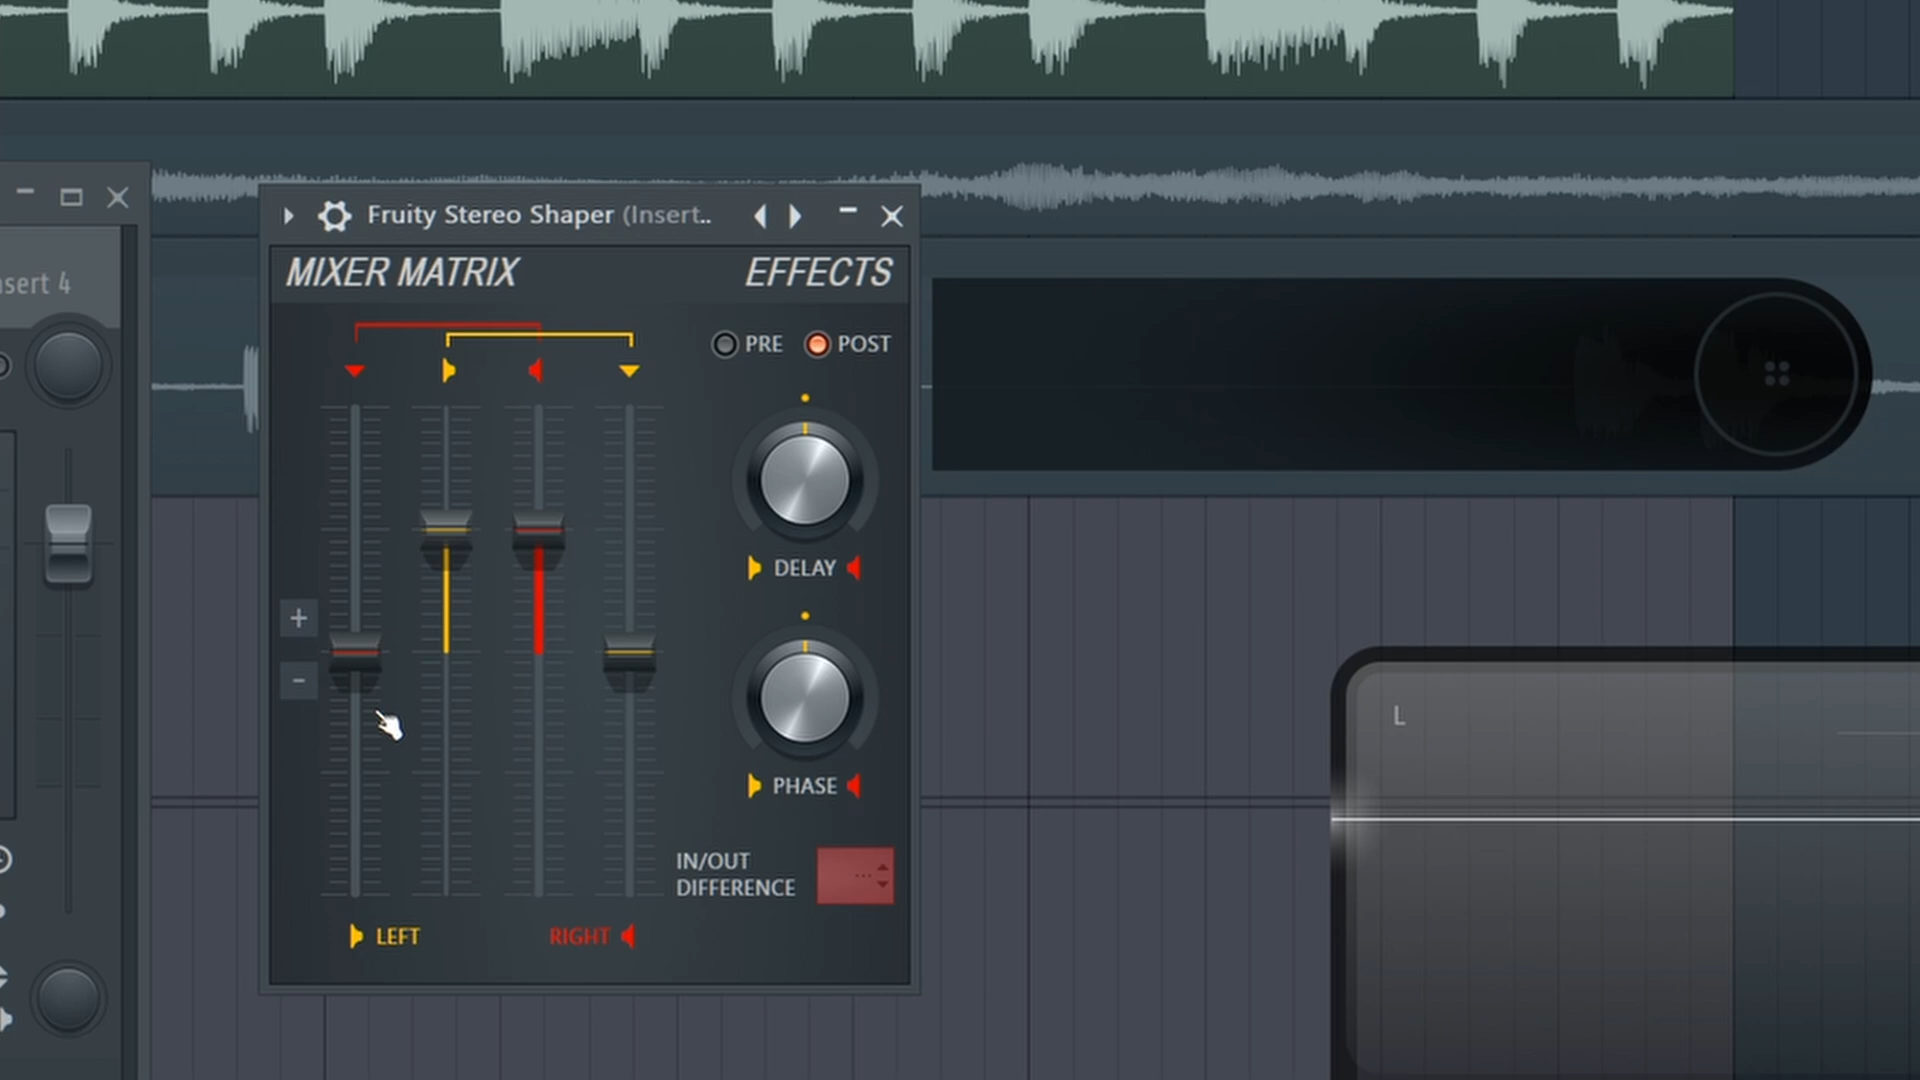 Fruity Stereo Shaper (Insert..
MIXER MATRIX
EFFECTS
nsert 4
PRE
POST
DELAY
+
-
L
PHASE
IN/OUT
DIFFERENCE
---
LEFT
RIGHT